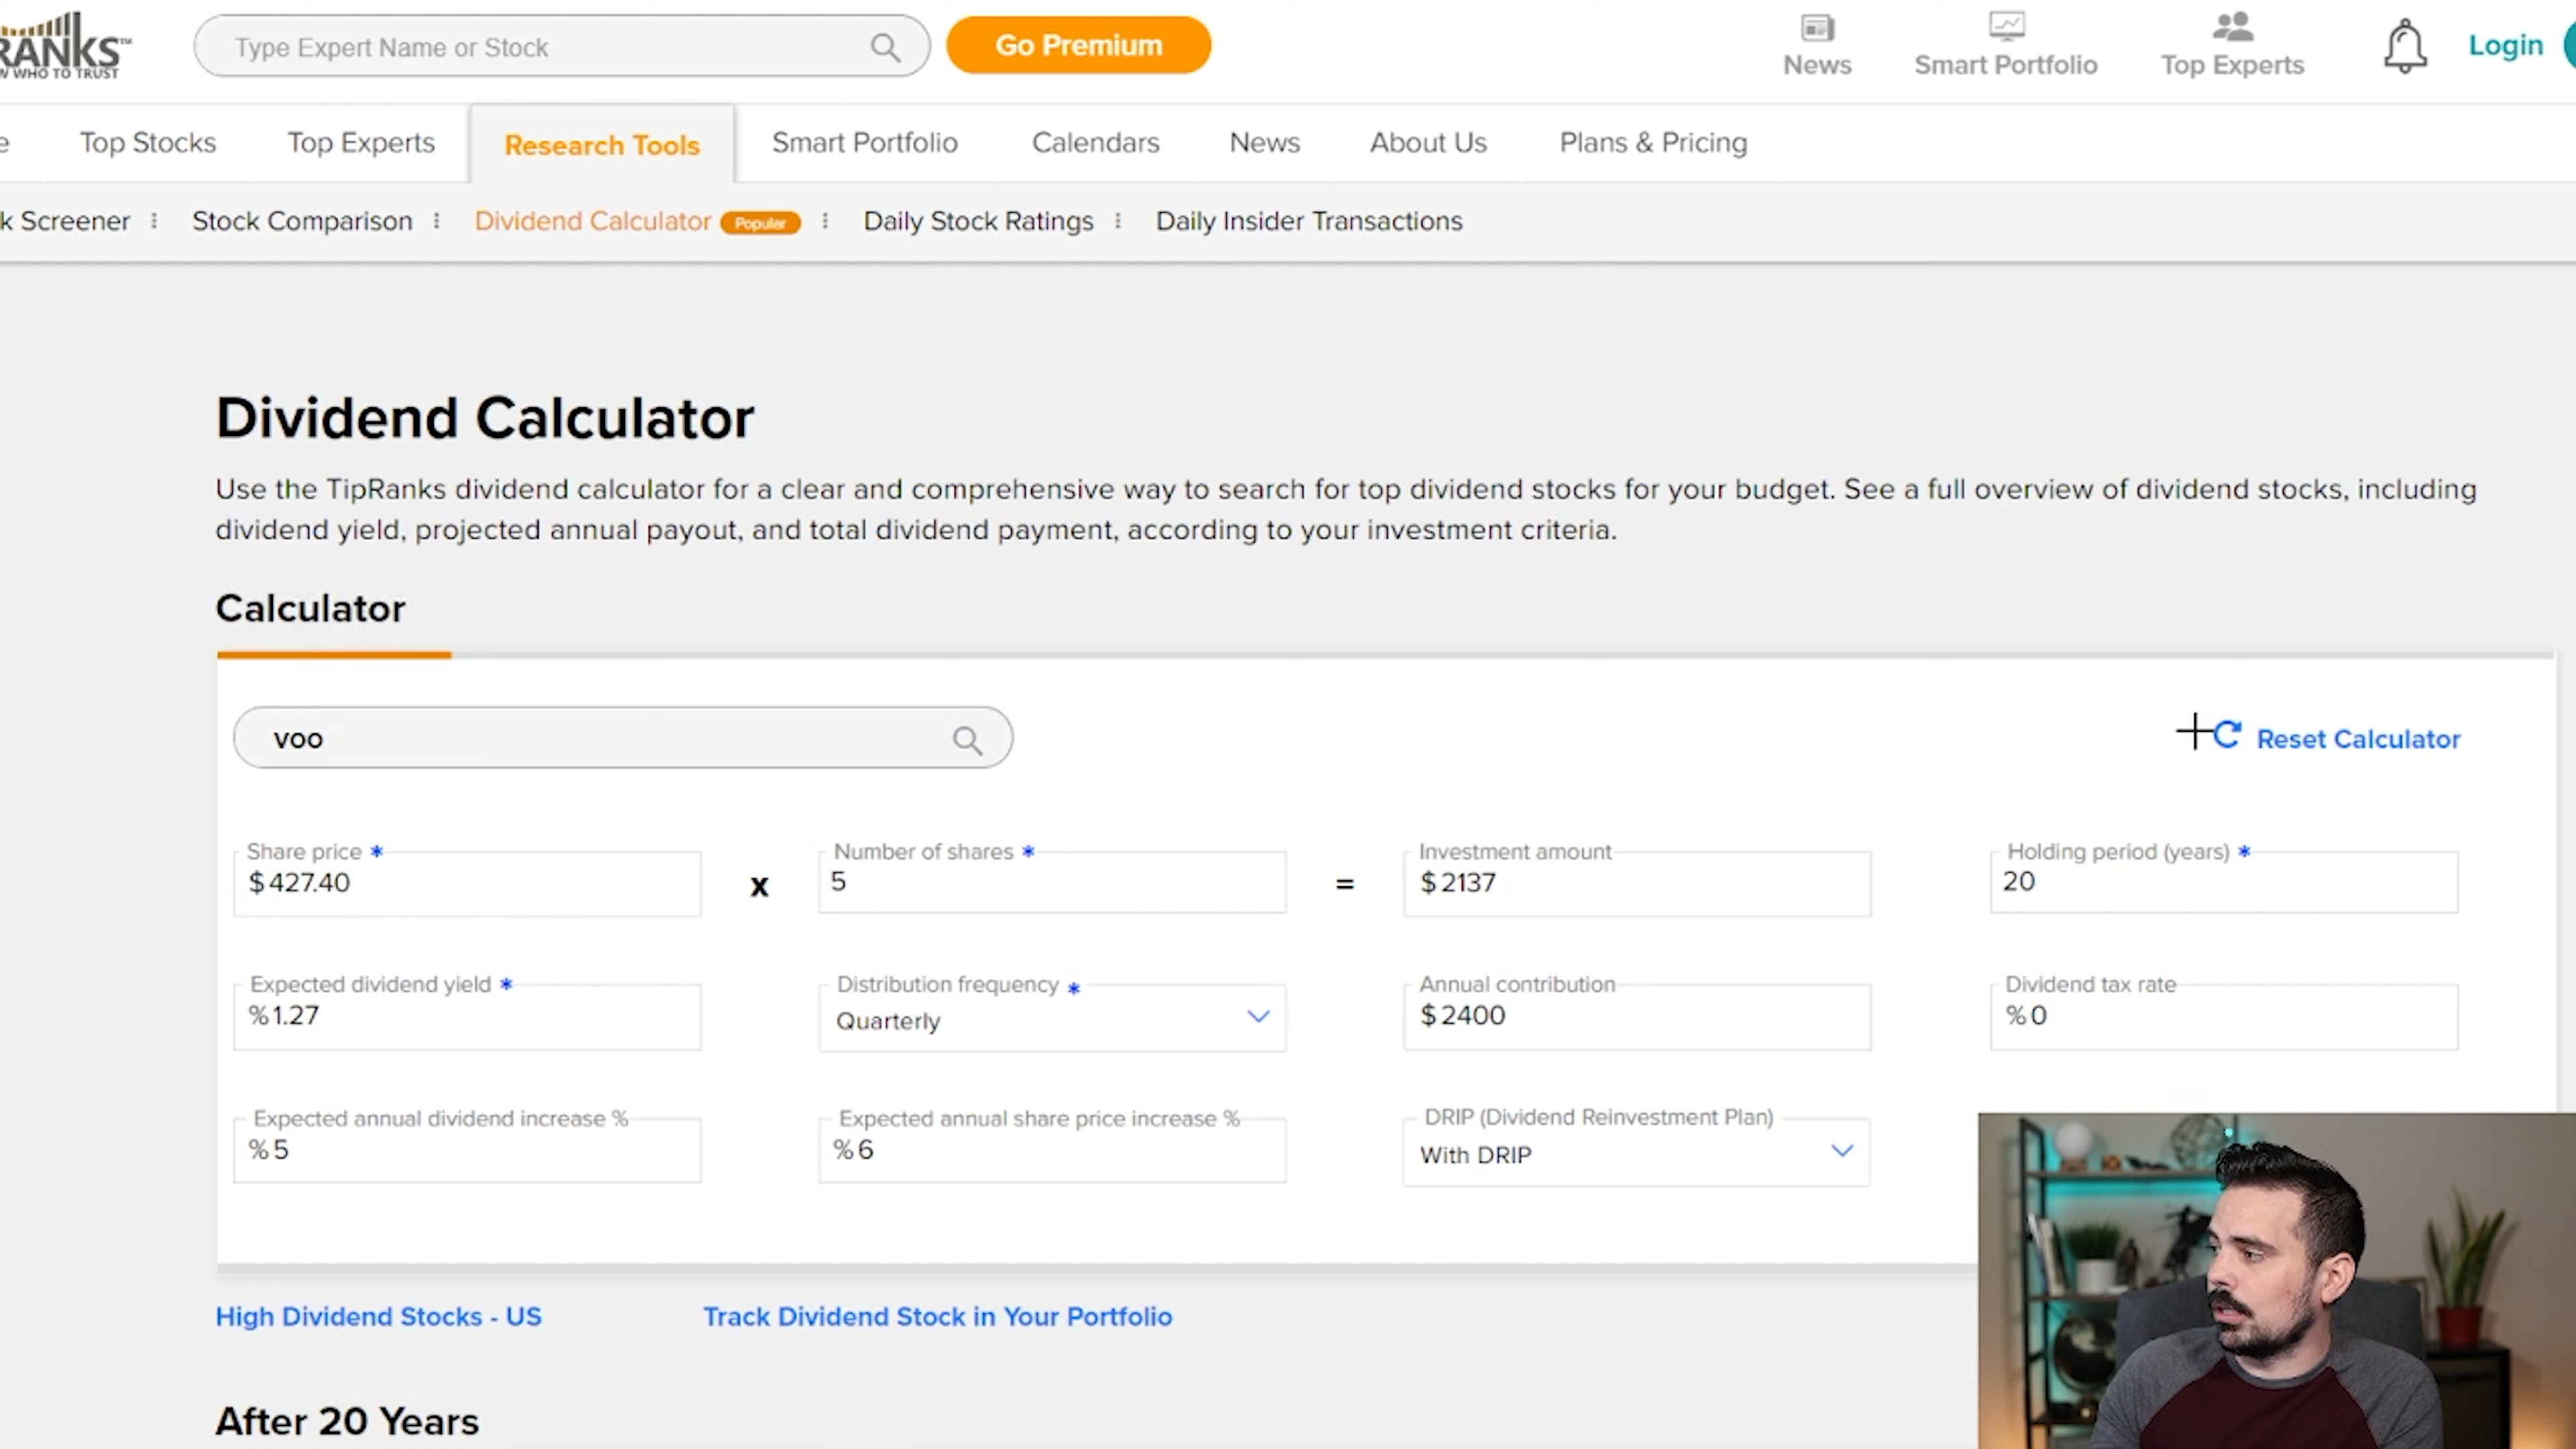 RANKS™
W WHO TO TRUST
Type Expert Name or Stock
Go Premium
News
Smart Portfolio
Top Experts
Login
e
Top Stocks
Top Experts
Research Tools
Smart Portfolio
Calendars
News
About Us
Plans & Pricing
k Screener
Stock Comparison
Dividend Calculator Popular
Daily Stock Ratings
Daily Insider Transactions
Dividend Calculator
Use the TipRanks dividend calculator for a clear and comprehensive way to search for top dividend stocks for your budget. See a full overview of dividend stocks, including
dividend yield, projected annual payout, and total dividend payment, according to your investment criteria.
Calculator
voo
Reset Calculator
Share price *
$427.40
x
Number of shares *
5
=
Investment amount
$2137
Holding period (years) *
20
Expected dividend yield *
%1.27
Distribution frequency *
Quarterly
Annual contribution
$2400
Dividend tax rate
%0
Expected annual dividend increase %
%5
Expected annual share price increase %
%6
DRIP (Dividend Reinvestment Plan)
With DRIP
High Dividend Stocks - US
Track Dividend Stock in Your Portfolio
After 20 Years